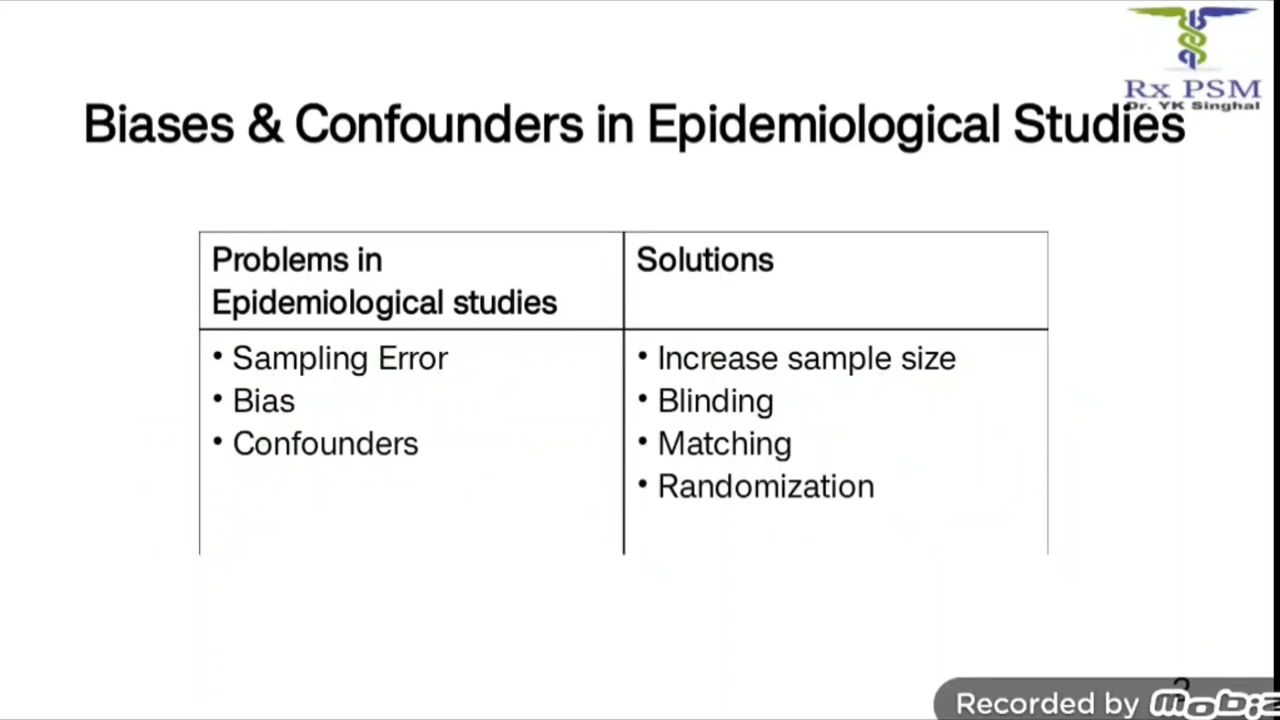 Rx PSM
Dr. YK Singhal
Biases & Confounders in Epidemiological Studies
Problems in
Epidemiological studies
Solutions
• Sampling Error
• Bias
• Confounders
• Increase sample size
• Blinding
• Matching
• Randomization
Recorded by